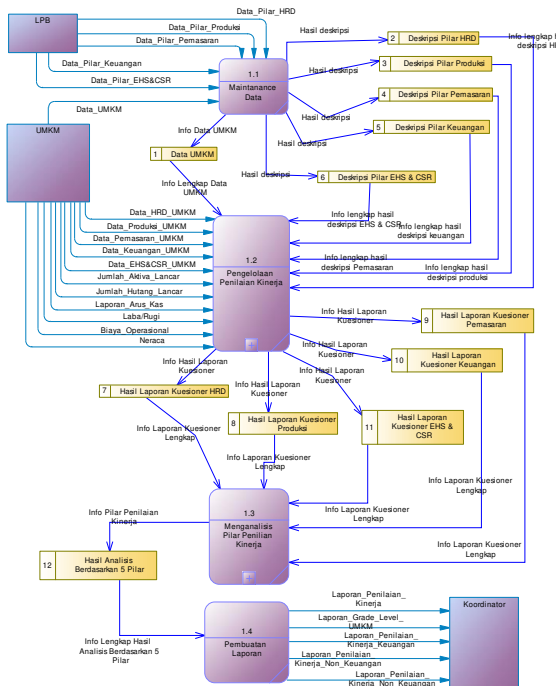 LPB
Data_Pilar_HRD
Data_Pilar_Produksi
Data_Pilar_Pemasaran
Data_Pilar_Keuangan
Data_Pilar_EHS&CSR
Data_UMKM
UMKM
1.1
Maintanance
Data
Hasil deskripsi
2 Deskripsi Pilar HRD
Info lengkap hasil
deskripsi
Hasil deskripsi
3 Deskripsi Pilar Produksi
Hasil deskripsi
4 Deskripsi Pilar Pemasaran
Hasil deskripsi
5 Deskripsi Pilar Keuangan
Hasil deskripsi
6 Deskripsi Pilar EHS & CSR
Info Data UMKM
1 Data UMKM
Info Lengkap Data
UMKM
Data_HRD_UMKM
Data_Produksi_UMKM
Data_Pemasaran_UMKM
Data_Keuangan_UMKM
Data_EHS&CSR_UMKM
Jumlah_Aktiva_Lancar
Jumlah_Hutang_Lancar
Laporan_Arus_Kas
Laba/Rugi
Biaya_Operasional
Neraca
Info lengkap hasil
deskripsi EHS & CSR
Info lengkap hasil
deskripsi keuangan
Info lengkap hasil
deskripsi Pemasaran
Info lengkap hasil
deskripsi produksi
1.2
Pengelolaan
Penilaian Kinerja
Info Hasil Laporan
Kuesioner
9 Hasil Laporan Kuesioner
Pemasaran
Info Hasil Laporan
Kuesioner
10 Hasil Laporan
Kuesioner Keuangan
Info Hasil Laporan
Kuesioner
7 Hasil Laporan Kuesioner HRD
Info Hasil Laporan
Kuesioner
8 Hasil Laporan Kuesioner
Produksi
Info Hasil Laporan
Kuesioner
11 Hasil Laporan
Kuesioner EHS &
CSR
Info Laporan Kuesioner
Lengkap
Info Laporan Kuesioner
Lengkap
Info Laporan Kuesioner
Lengkap
Info Laporan Kuesioner
Lengkap
Info Laporan Kuesioner
Lengkap
1.3
Menganalisis
Pilar Penilian
Kinerja
Info Pilar Penilaian
Kinerja
12 Hasil Analisis
Berdasarkan 5 Pilar
Info Lengkap Hasil
Analisis Berdasarkan 5
Pilar
1.4
Pembuatan
Laporan
Laporan_Penilaian_
Kinerja
Laporan_Grade_Level_
UMKM
Laporan_Penilaian_
Kinerja_Keuangan
Laporan_Penilaian
Kinerja_Non_Keuangan
Laporan_Penilaian_
Kinerja_Non_Keuangan
Koordinator